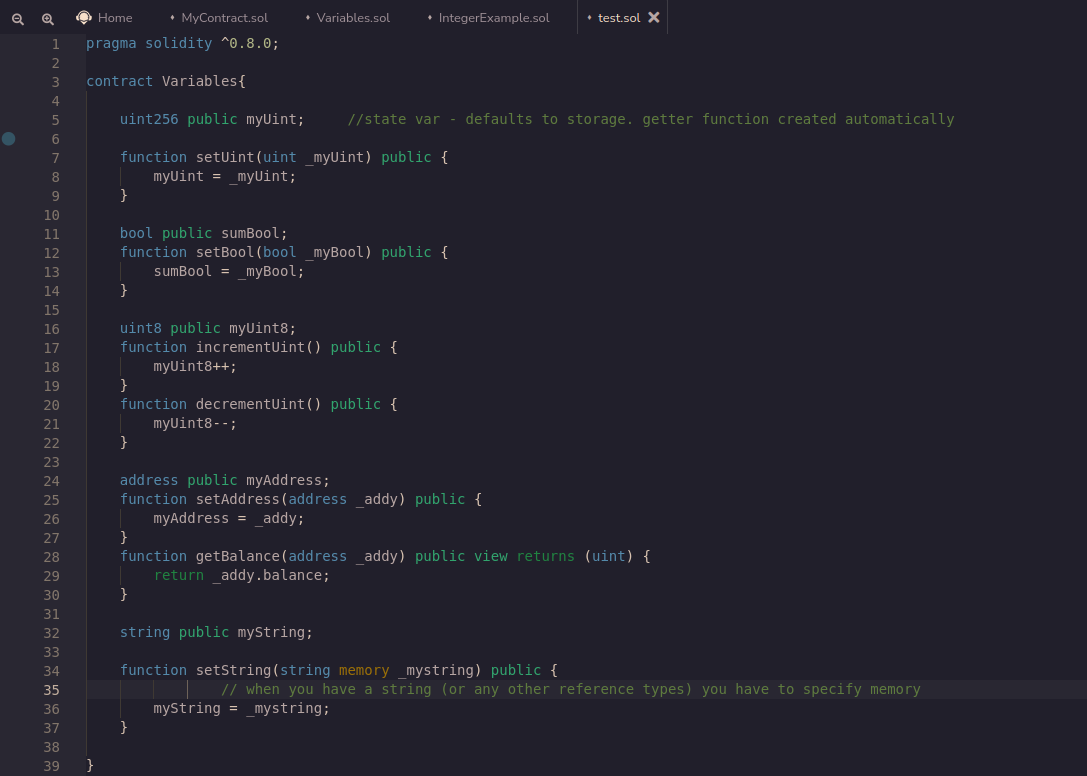 Home MyContract.sol Variables.sol IntegerExample.sol test.sol
1 pragma solidity ^0.8.0;
2
3 contract Variables{
4
5     uint256 public myUint;     //state var - defaults to storage. getter function created automatically
6
7     function setUint(uint _myUint) public {
8         myUint = _myUint;
9     }
10
11     bool public sumBool;
12     function setBool(bool _myBool) public {
13         sumBool = _myBool;
14     }
15
16     uint8 public myUint8;
17     function incrementUint() public {
18         myUint8++;
19     }
20     function decrementUint() public {
21         myUint8--;
22     }
23
24     address public myAddress;
25     function setAddress(address _addy) public {
26         myAddress = _addy;
27     }
28     function getBalance(address _addy) public view returns (uint) {
29         return _addy.balance;
30     }
31
32     string public myString;
33
34     function setString(string memory _mystring) public {
35                 // when you have a string (or any other reference types) you have to specify memory
36         myString = _mystring;
37     }
38
39 }